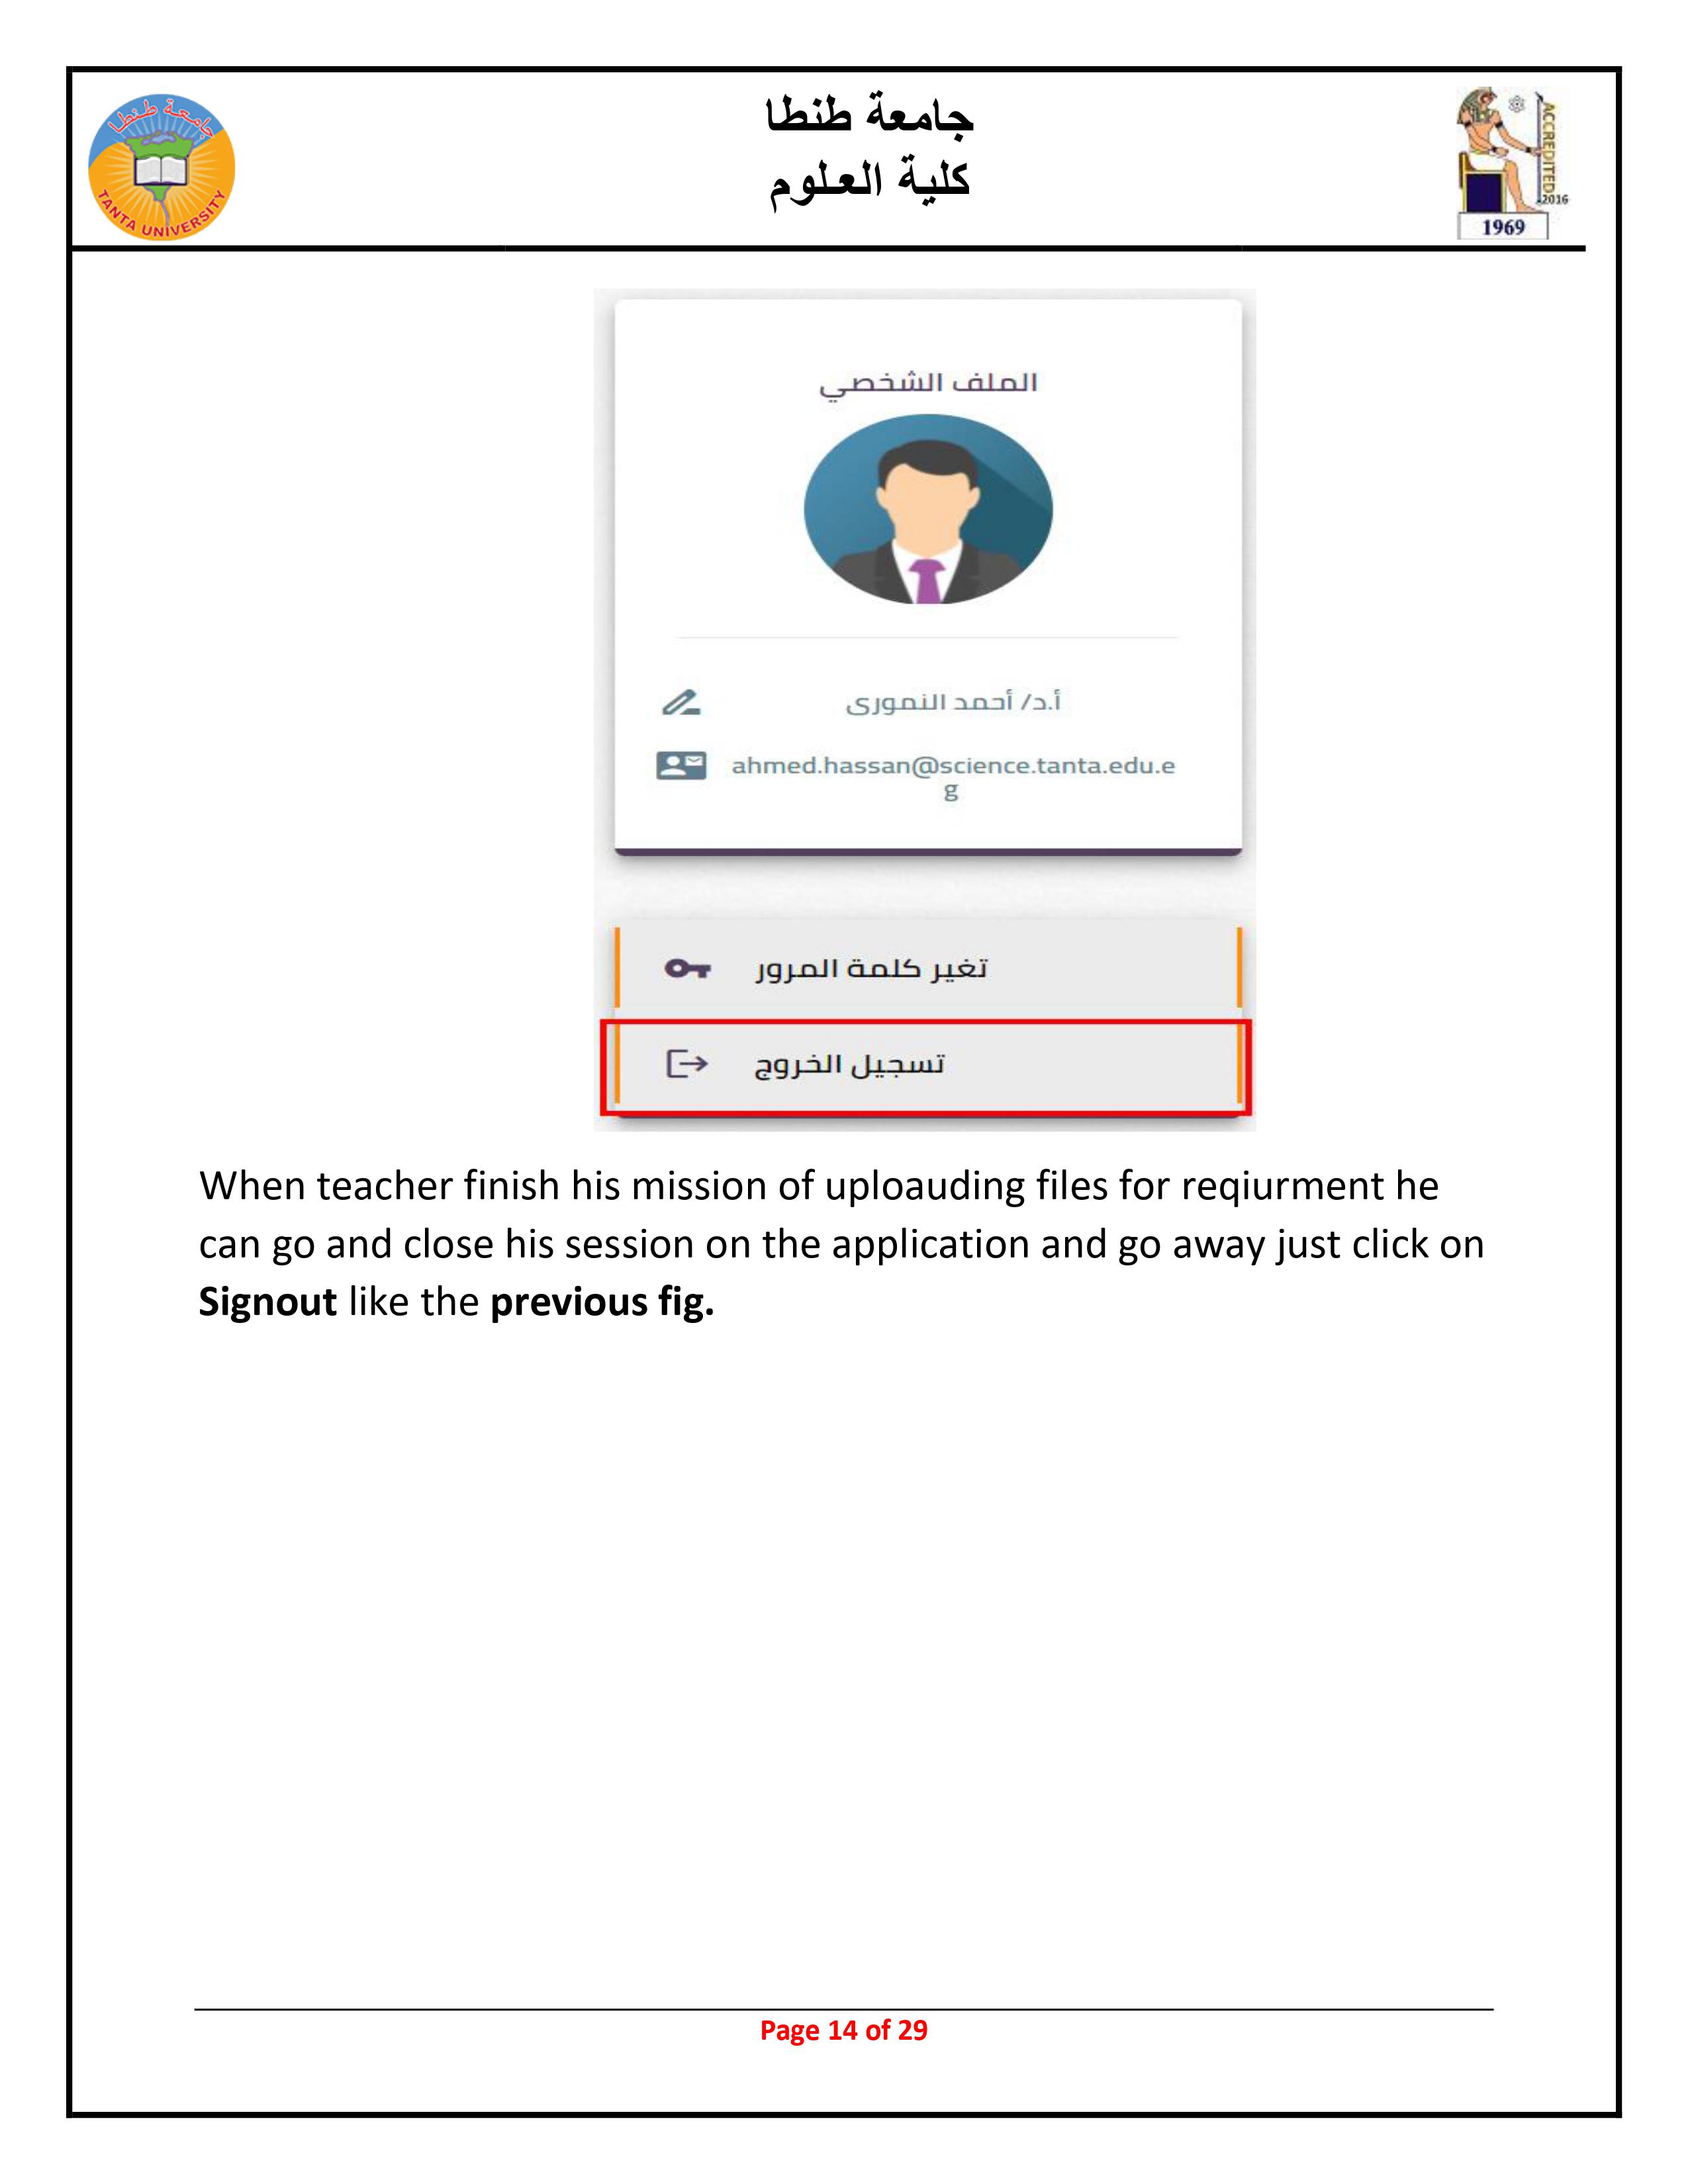 جامعة طنطا
TANTA UNIVERSITY
جامعة طنطا
كلية العلوم
ACCREDITED
2016
1969
الملف الشخصي
أ.د/ أحمد النمورى
ahmed.hassan@science.tanta.edu.e
g
تغير كلمة المرور
تسجيل الخروج
When teacher finish his mission of uploauding files for reqiurment he
can go and close his session on the application and go away just click on
Signout like the previous fig.
Page 14 of 29